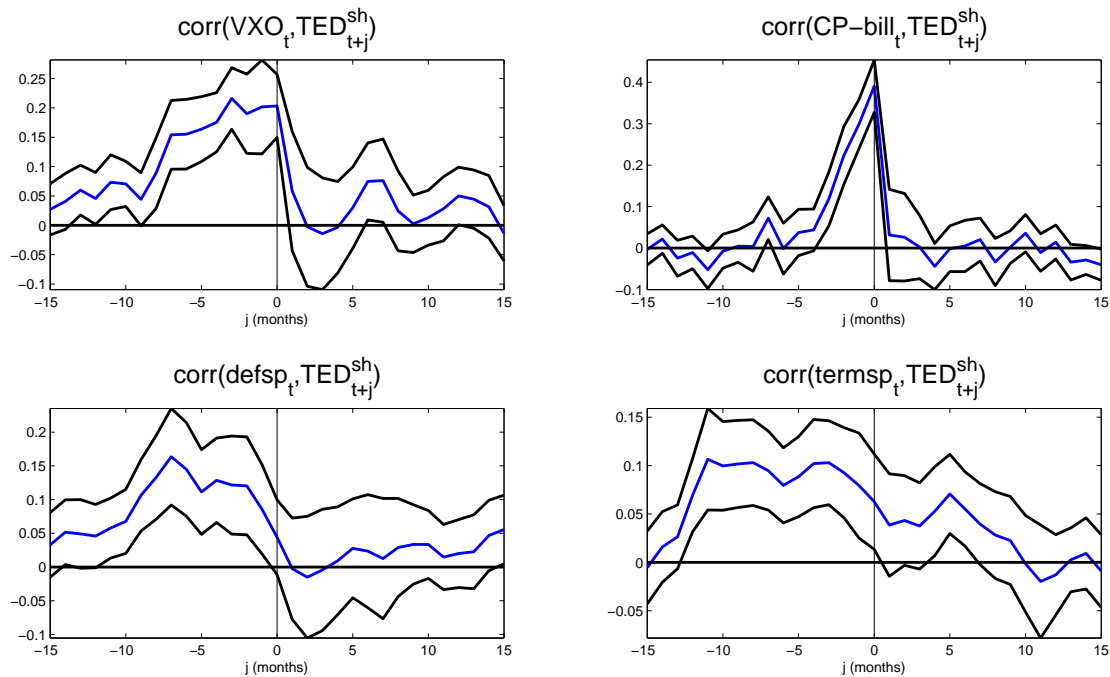 corr(VXO_t,TED^sh_t+j)
0.25
0.2
0.15
0.1
0.05
0
−0.05
−0.1
−15 −10 −5 0 5 10 15
j (months)
corr(CP−bill_t,TED^sh_t+j)
0.4
0.3
0.2
0.1
0
−0.1
−15 −10 −5 0 5 10 15
j (months)
corr(defsp_t,TED^sh_t+j)
0.2
0.15
0.1
0.05
0
−0.05
−0.1
−15 −10 −5 0 5 10 15
j (months)
corr(termsp_t,TED^sh_t+j)
0.15
0.1
0.05
0
−0.05
−15 −10 −5 0 5 10 15
j (months)